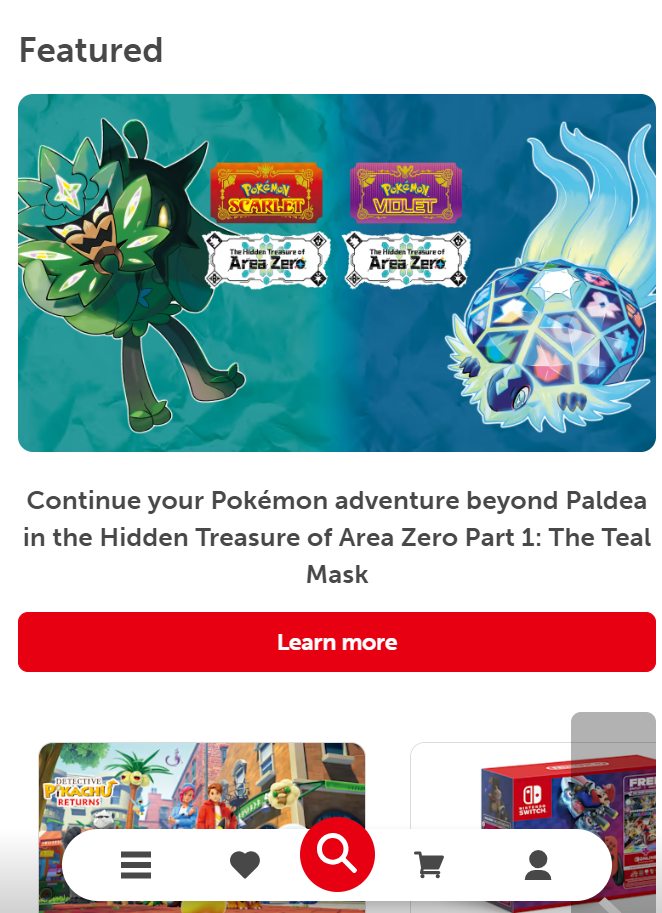 Featured
POKÉMON
SCARLET
POKÉMON
VIOLET
The Hidden Treasure of
Area Zero
The Hidden Treasure of
Area Zero
Continue your Pokémon adventure beyond Paldea
in the Hidden Treasure of Area Zero Part 1: The Teal
Mask
Learn more
DETECTIVE
PIKACHU
RETURNS
NINTENDO
SWITCH